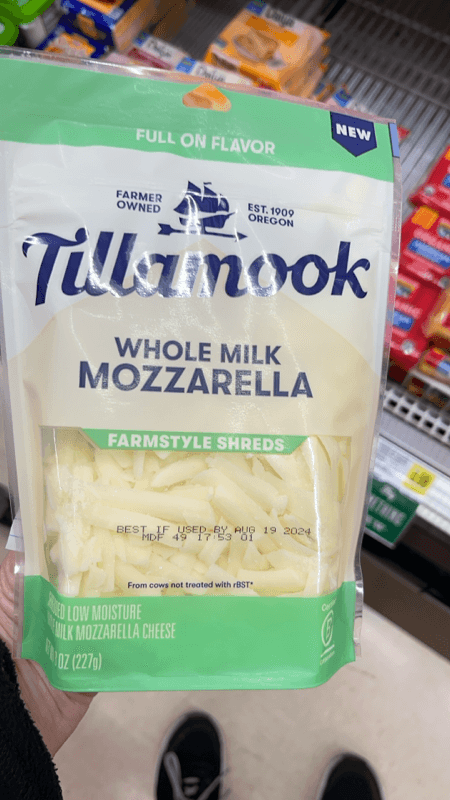 FULL ON FLAVOR
NEW
FARMER
OWNED
EST. 1909
OREGON
Tillamook
WHOLE MILK
MOZZARELLA
FARMSTYLE SHREDS
BEST IF USED BY AUG 19 2024
MDF 49 17:53 01
From cows not treated with rBST*
LOW MOISTURE
MILK MOZZARELLA CHEESE
OZ (227g)